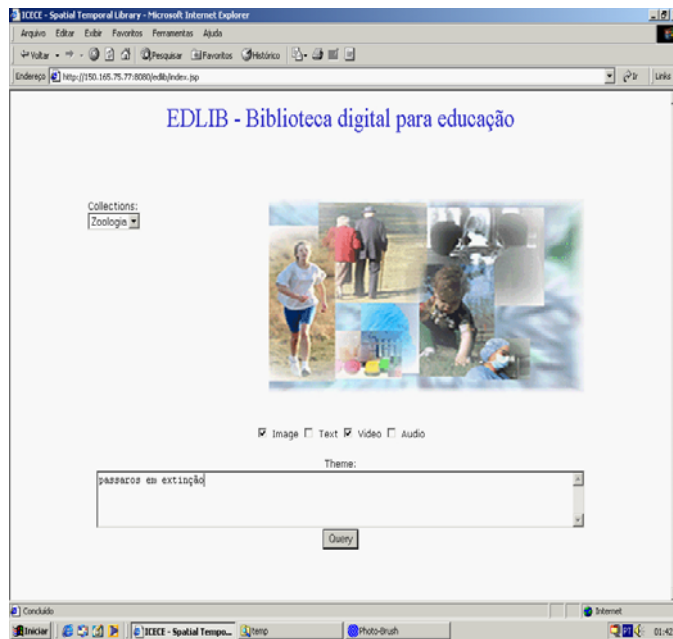 ICECE - Spatial Temporal Library - Microsoft Internet Explorer
Arquivo Editar Exibir Favoritos Ferramentas Ajuda
Voltar Pesquisar Favoritos Histórico
Endereço http://150.165.75.77:8080/edlib/index.jsp Ir Links
EDLIB - Biblioteca digital para educação
Collections:
Zoologia
Image Text Video Audio
Theme:
passaros em extinção
Query
Concluído Internet
Iniciar ICECE - Spatial Tempo... temp Photo-Brush 01:42